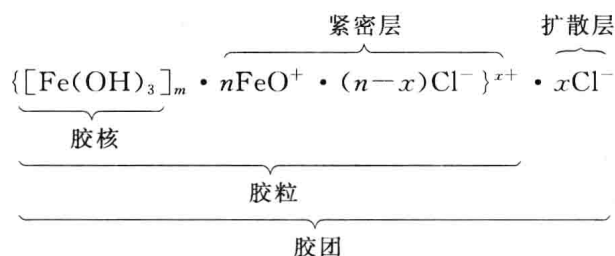 紧密层 扩散层
{[Fe(OH)₃]ₘ · nFeO⁺ · (n−x)Cl⁻}ˣ⁺ · xCl⁻
胶核
胶粒
胶团